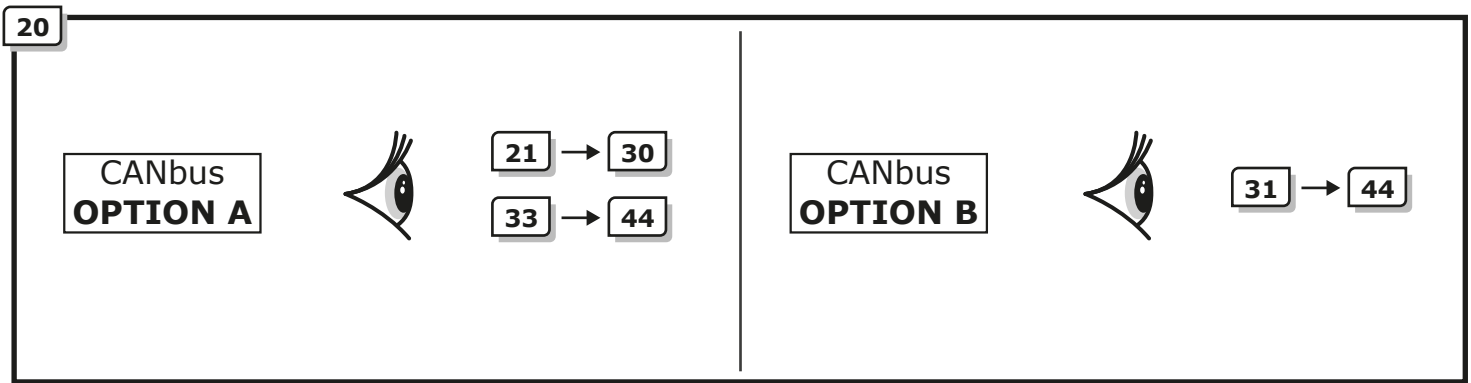 20
CANbus
OPTION A
21 → 30
33 → 44
CANbus
OPTION B
31 → 44